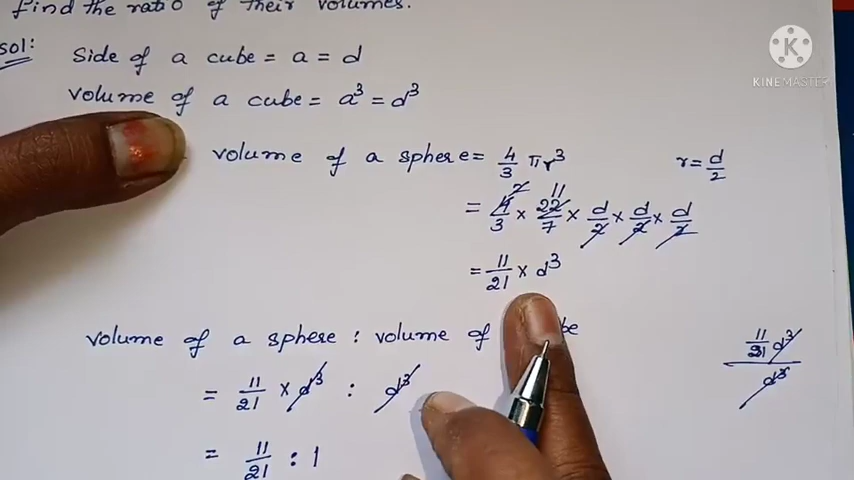 find the ratio of their volumes.
sol:
Side of a cube = a = d
volume of a cube = a³ = d³
volume of a sphere = 4/3 πr³
r = d/2
= 4/3 × 22/7 × d/2 × d/2 × d/2
2 11
= 11/21 × d³
volume of a sphere : volume of
= 11/21 × d³ : d³
= 11/21 : 1
11/21 d³
d³
K
KINEMASTER